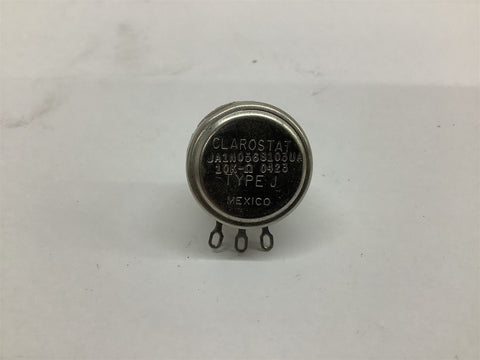 CLAROSTAT
JA1N056S103UA
10K-Ω 0423
TYPE J
MEXICO